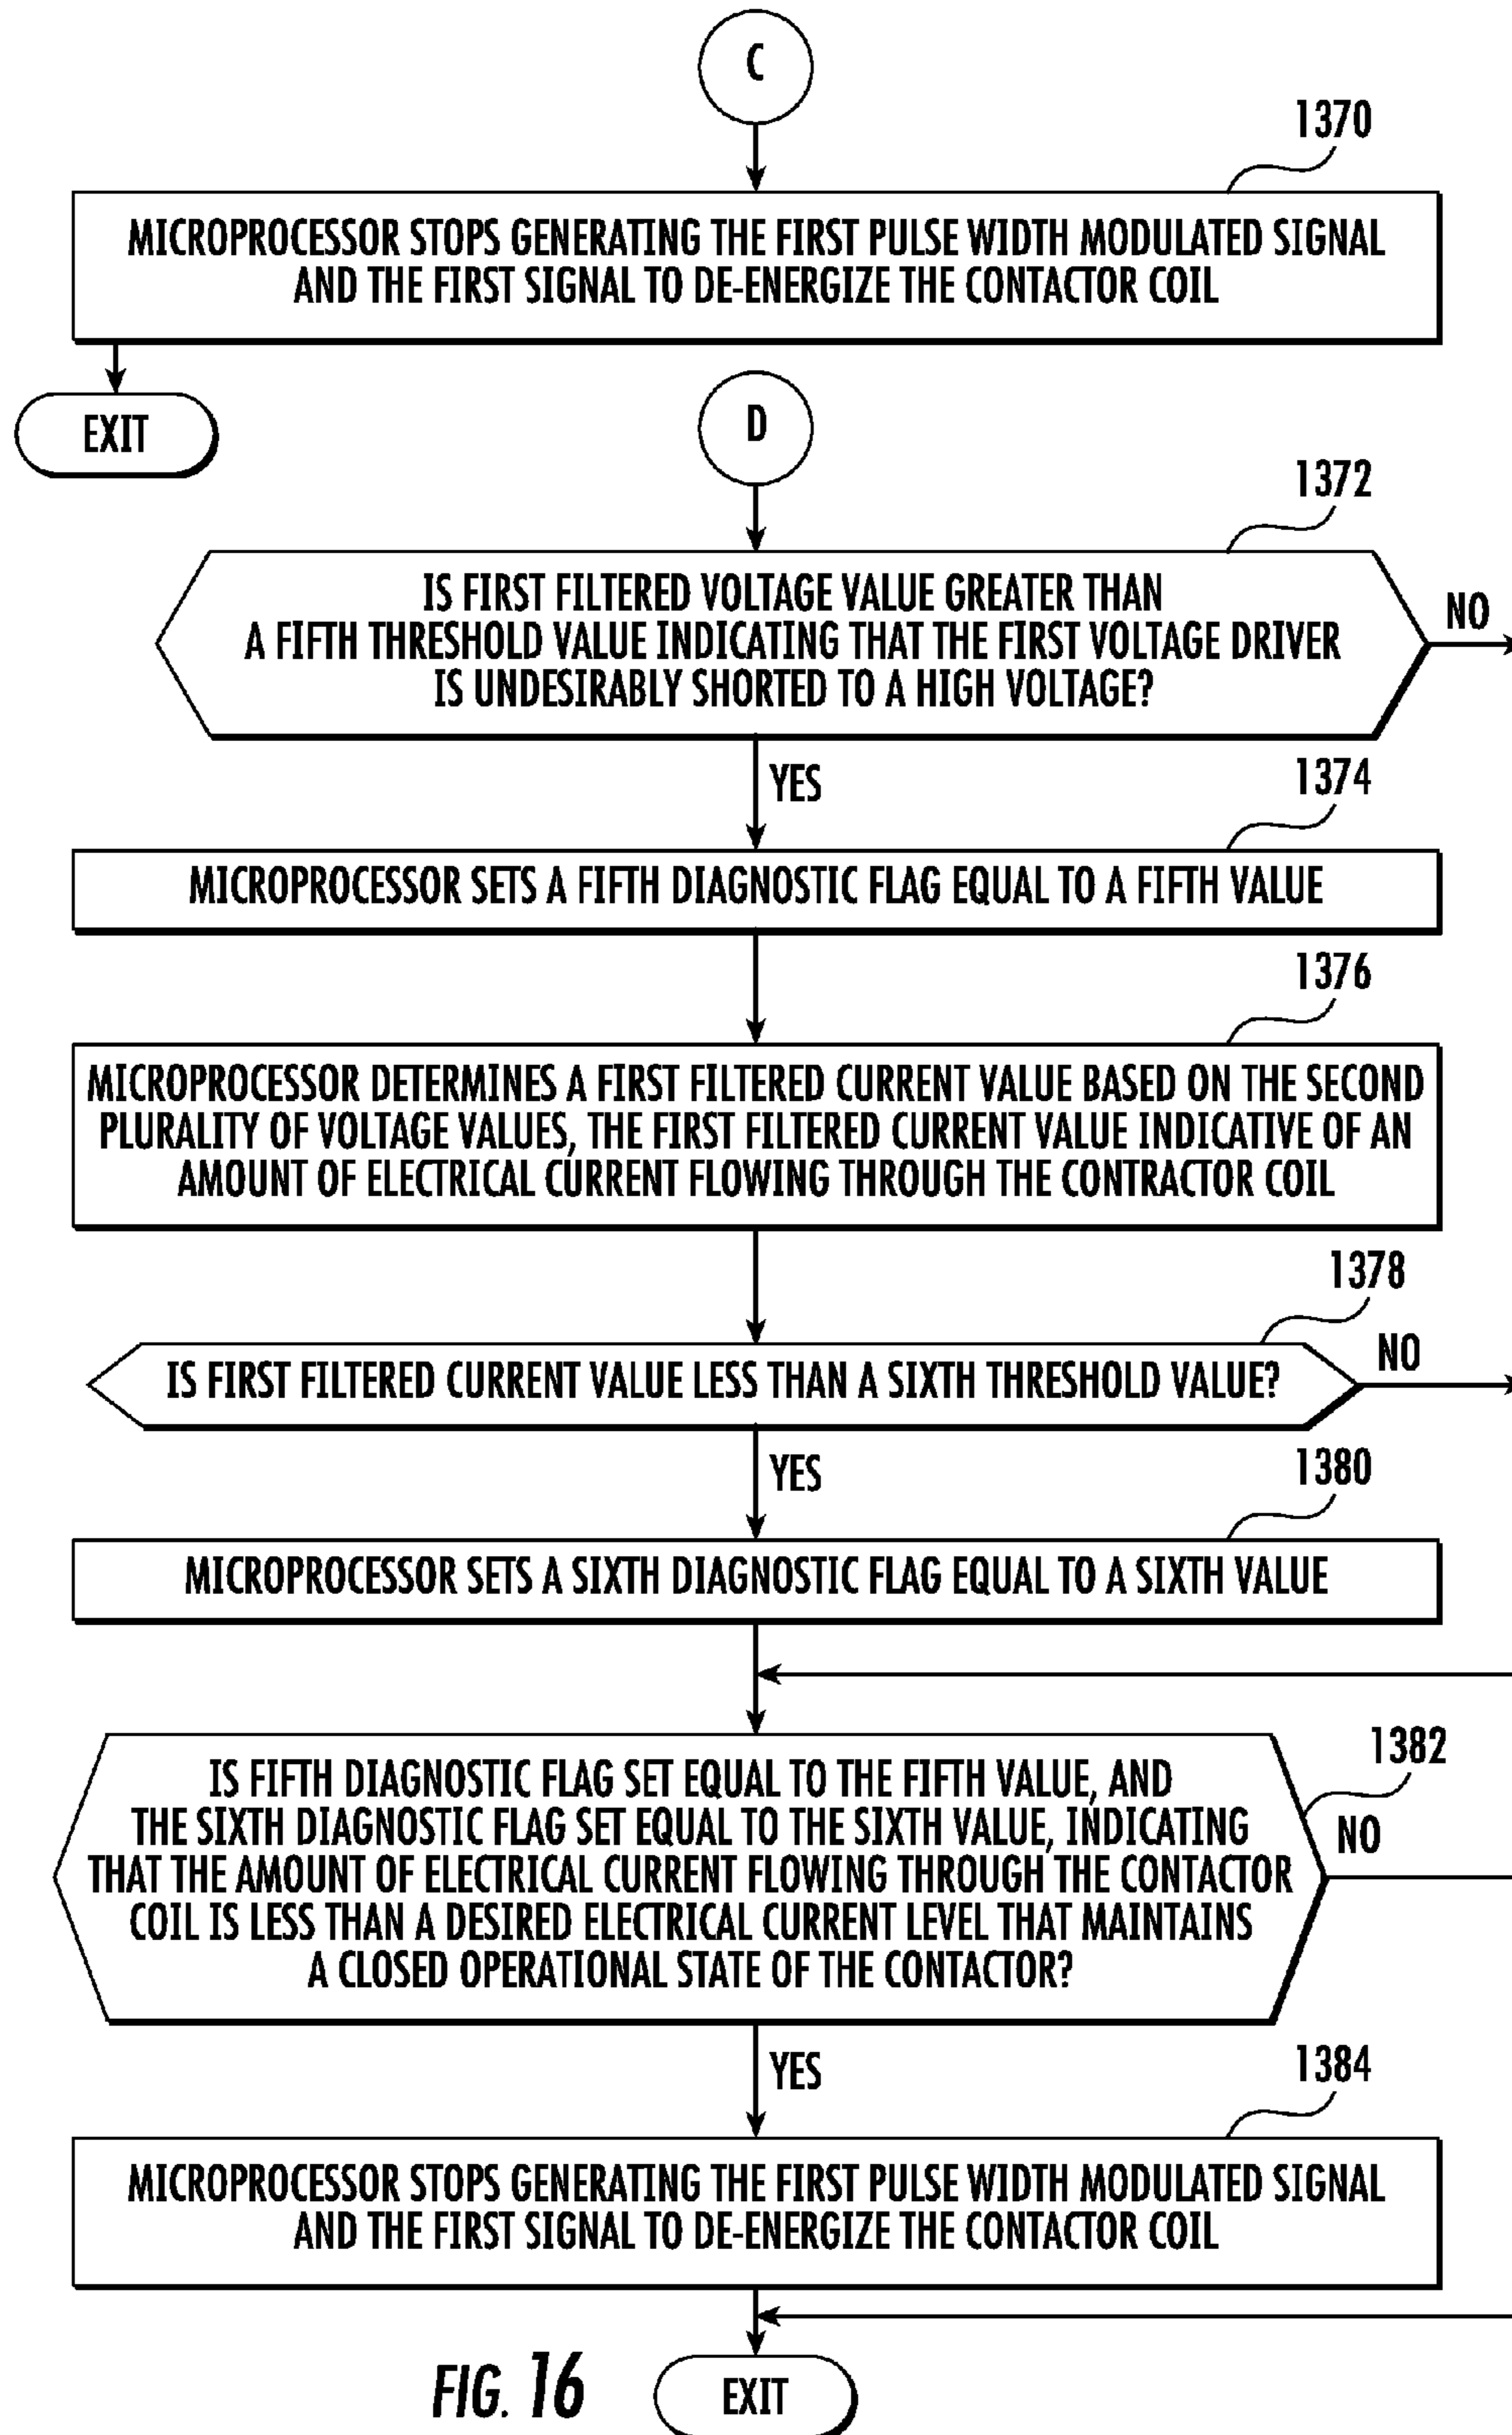 C
1370
MICROPROCESSOR STOPS GENERATING THE FIRST PULSE WIDTH MODULATED SIGNAL
AND THE FIRST SIGNAL TO DE-ENERGIZE THE CONTACTOR COIL
EXIT
D
1372
IS FIRST FILTERED VOLTAGE VALUE GREATER THAN
A FIFTH THRESHOLD VALUE INDICATING THAT THE FIRST VOLTAGE DRIVER
IS UNDESIRABLY SHORTED TO A HIGH VOLTAGE?
NO
YES
1374
MICROPROCESSOR SETS A FIFTH DIAGNOSTIC FLAG EQUAL TO A FIFTH VALUE
1376
MICROPROCESSOR DETERMINES A FIRST FILTERED CURRENT VALUE BASED ON THE SECOND
PLURALITY OF VOLTAGE VALUES, THE FIRST FILTERED CURRENT VALUE INDICATIVE OF AN
AMOUNT OF ELECTRICAL CURRENT FLOWING THROUGH THE CONTRACTOR COIL
1378
IS FIRST FILTERED CURRENT VALUE LESS THAN A SIXTH THRESHOLD VALUE?
NO
YES
1380
MICROPROCESSOR SETS A SIXTH DIAGNOSTIC FLAG EQUAL TO A SIXTH VALUE
1382
IS FIFTH DIAGNOSTIC FLAG SET EQUAL TO THE FIFTH VALUE, AND
THE SIXTH DIAGNOSTIC FLAG SET EQUAL TO THE SIXTH VALUE, INDICATING
THAT THE AMOUNT OF ELECTRICAL CURRENT FLOWING THROUGH THE CONTACTOR
COIL IS LESS THAN A DESIRED ELECTRICAL CURRENT LEVEL THAT MAINTAINS
A CLOSED OPERATIONAL STATE OF THE CONTACTOR?
NO
YES
1384
MICROPROCESSOR STOPS GENERATING THE FIRST PULSE WIDTH MODULATED SIGNAL
AND THE FIRST SIGNAL TO DE-ENERGIZE THE CONTACTOR COIL
EXIT
FIG. 16